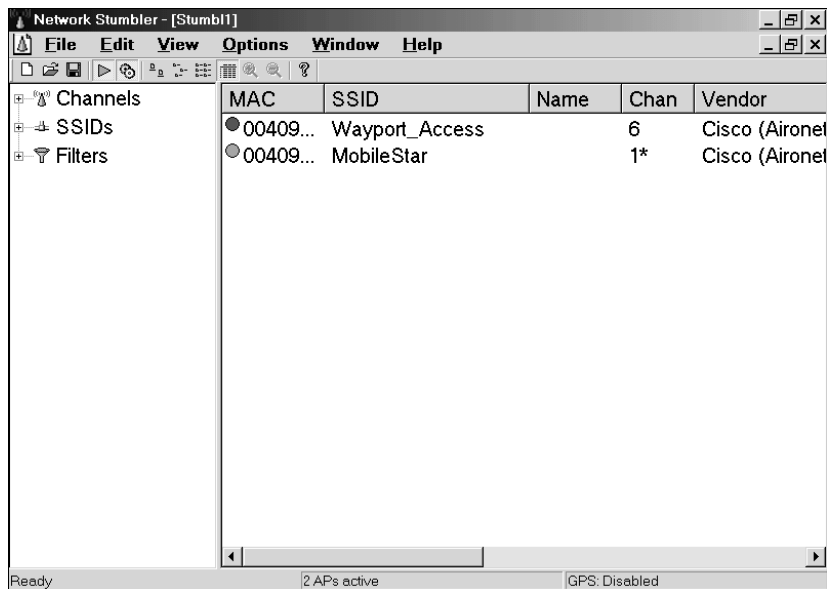 Network Stumbler - [Stumbl1]
File Edit View Options Window Help
Channels
SSIDs
Filters
MAC SSID Name Chan Vendor
00409... Wayport_Access 6 Cisco (Aironet
00409... MobileStar 1* Cisco (Aironet
Ready 2 APs active GPS: Disabled